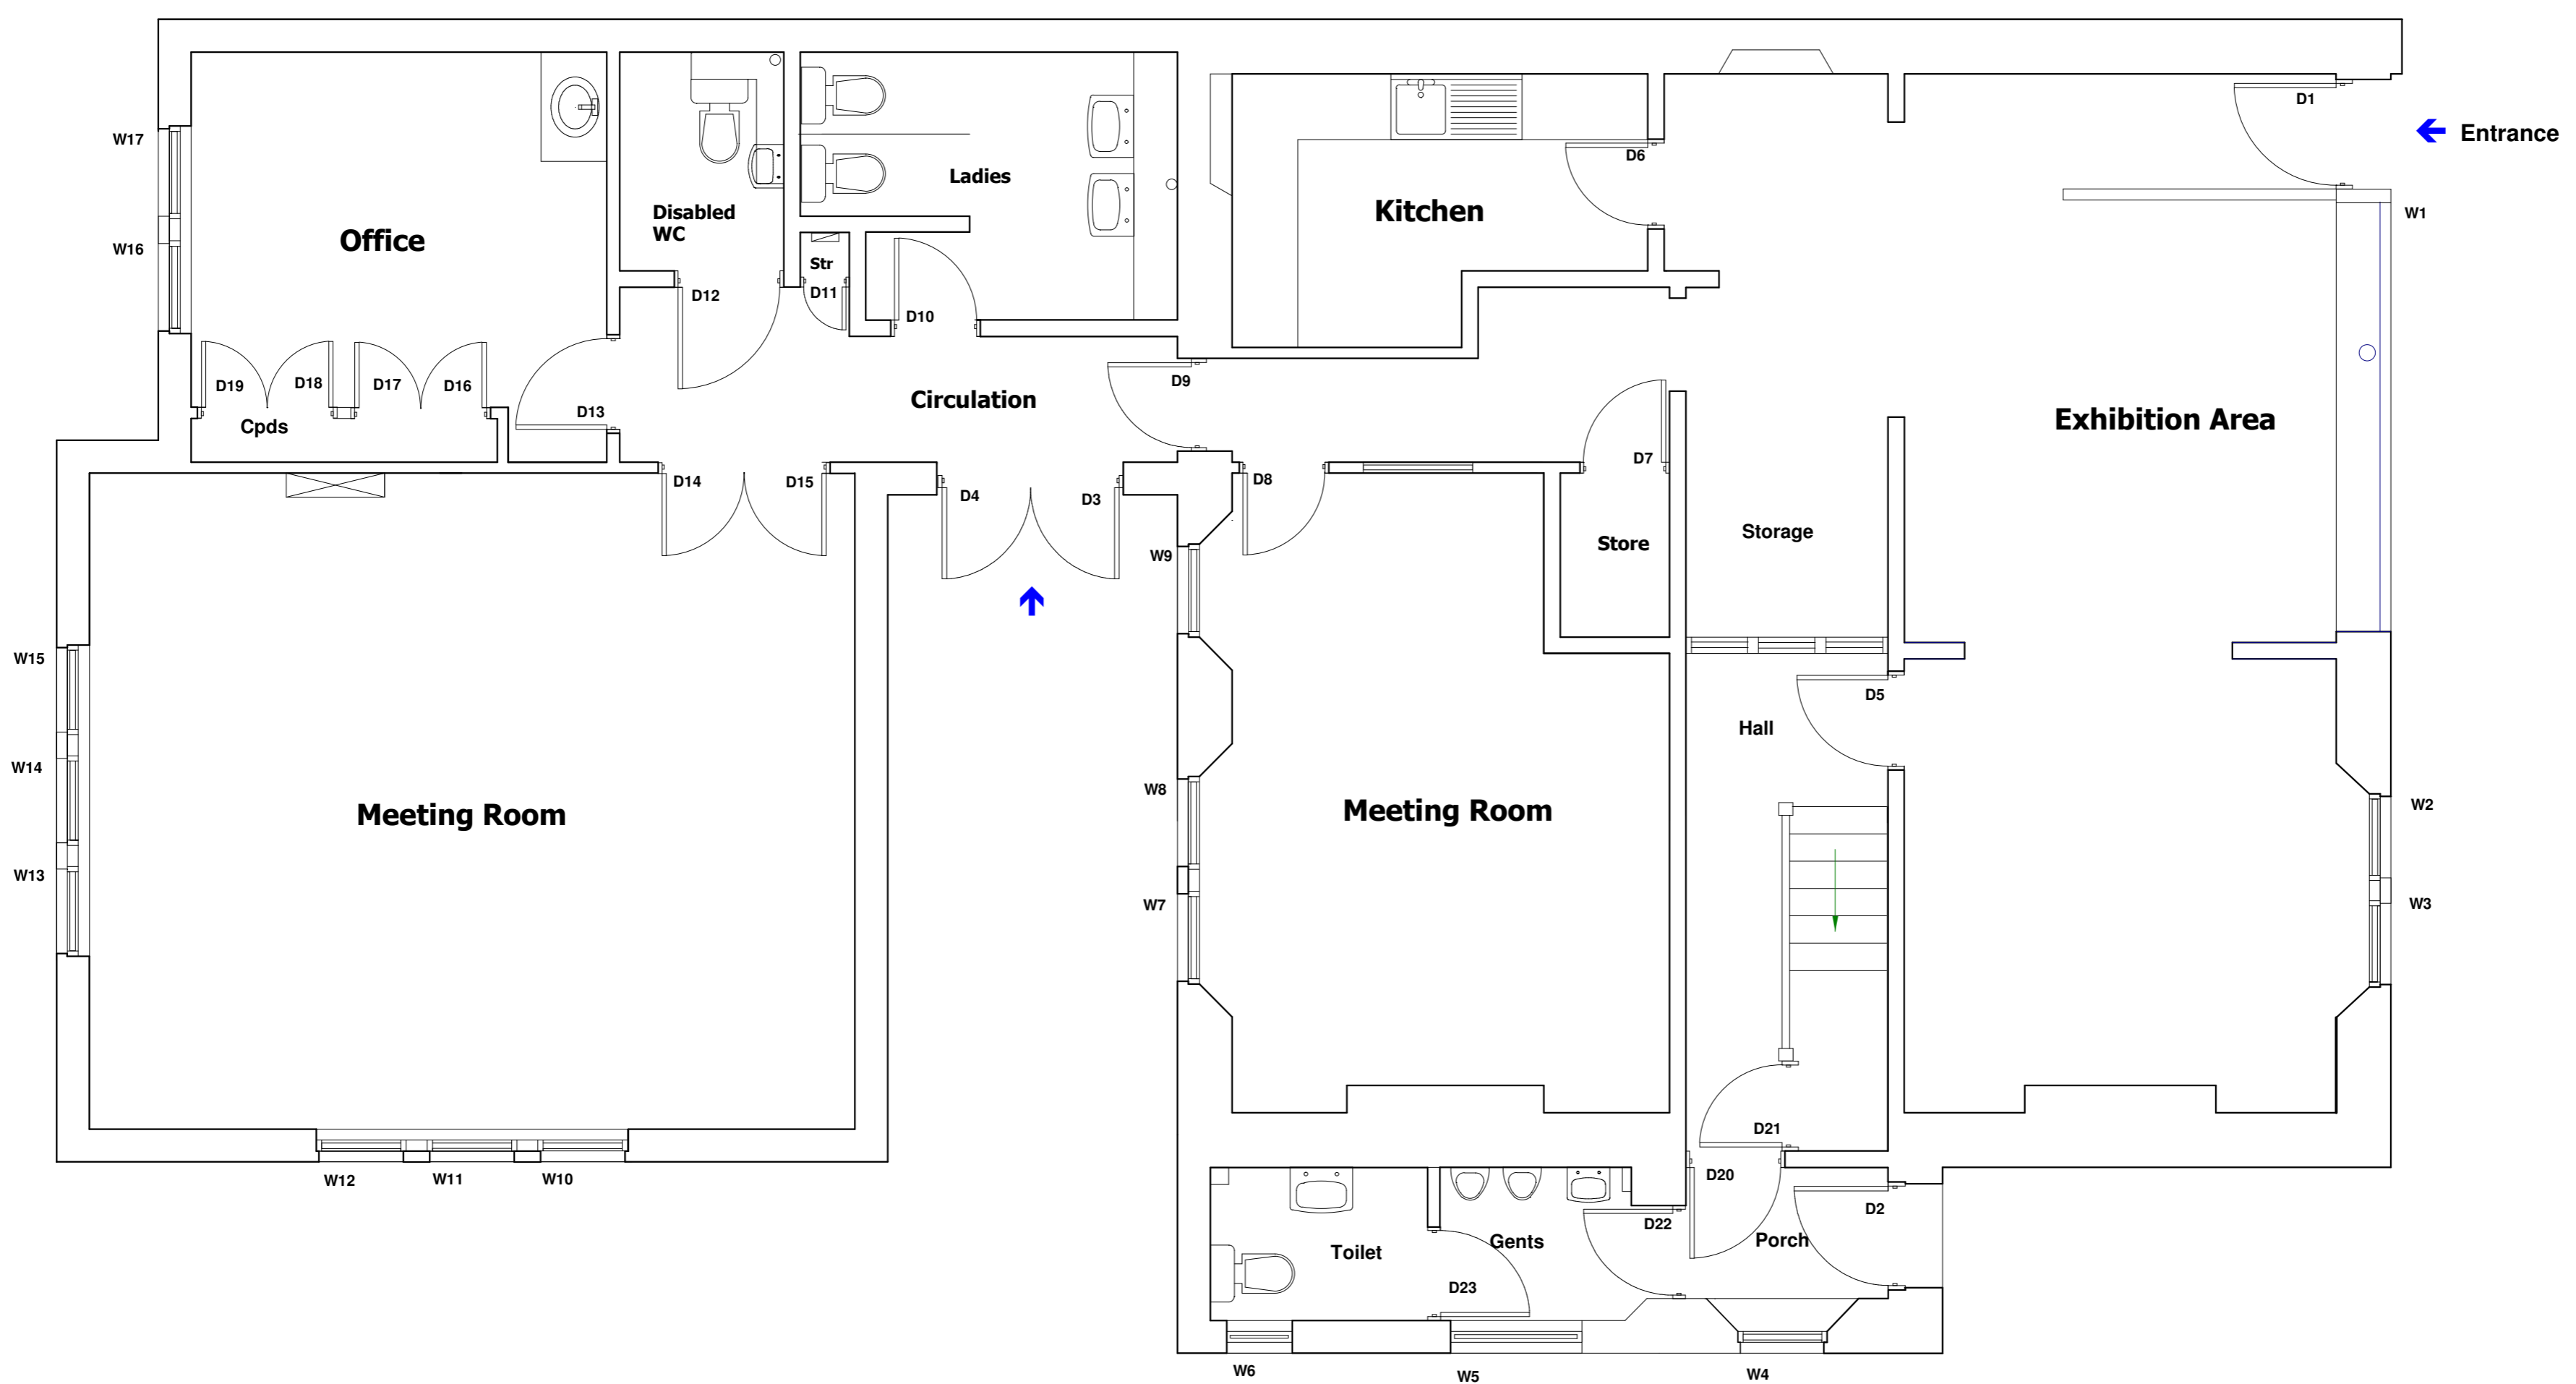 D1
Entrance
W17
D6
Ladies
Disabled
WC
Kitchen
W1
Office
W16
Str
D12
D11
D10
D19
D18
D17
D16
D9
D13
Circulation
Exhibition Area
Cpds
D14
D15
D4
D3
D8
D7
Storage
Store
W9
W15
D5
Hall
W14
W8
W2
Meeting Room
Meeting Room
W13
W7
W3
D21
W12
W11
W10
D20
D2
D22
Toilet
Gents
Porch
D23
W6
W5
W4